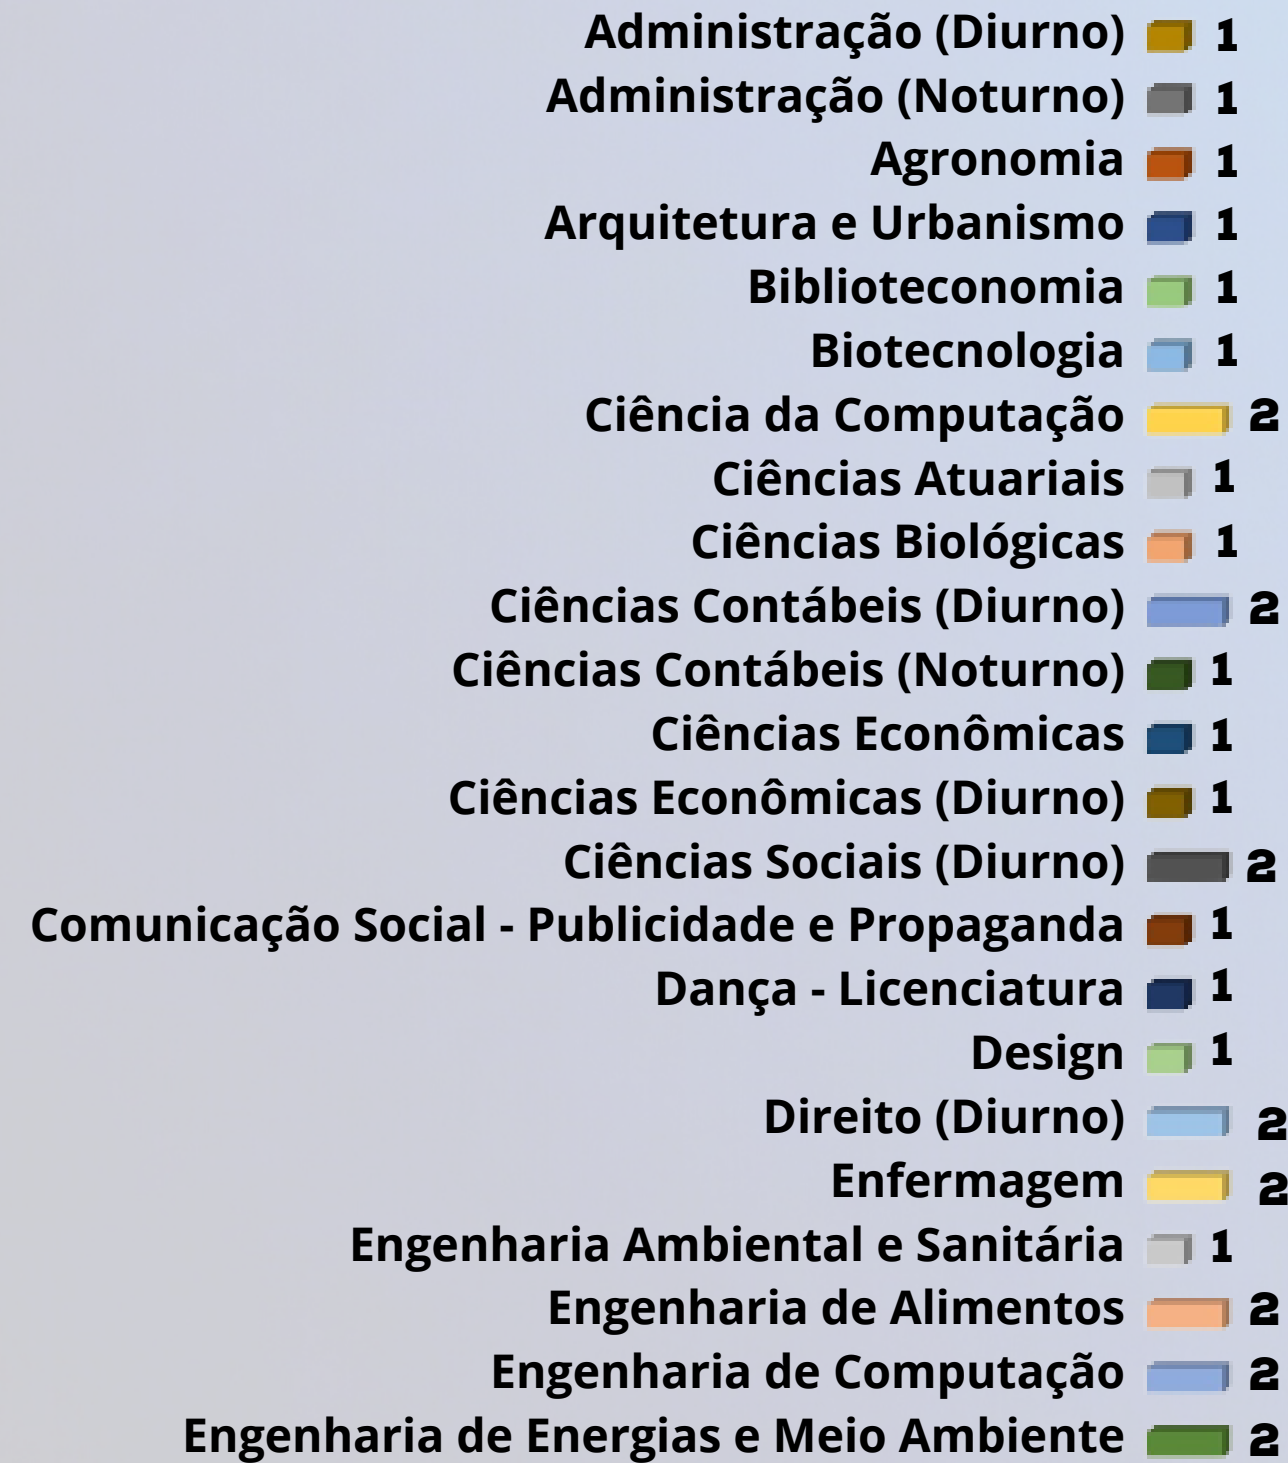 Administração (Diurno) 1
Administração (Noturno) 1
Agronomia 1
Arquitetura e Urbanismo 1
Biblioteconomia 1
Biotecnologia 1
Ciência da Computação 2
Ciências Atuariais 1
Ciências Biológicas 1
Ciências Contábeis (Diurno) 2
Ciências Contábeis (Noturno) 1
Ciências Econômicas 1
Ciências Econômicas (Diurno) 1
Ciências Sociais (Diurno) 2
Comunicação Social - Publicidade e Propaganda 1
Dança - Licenciatura 1
Design 1
Direito (Diurno) 2
Enfermagem 2
Engenharia Ambiental e Sanitária 1
Engenharia de Alimentos 2
Engenharia de Computação 2
Engenharia de Energias e Meio Ambiente 2